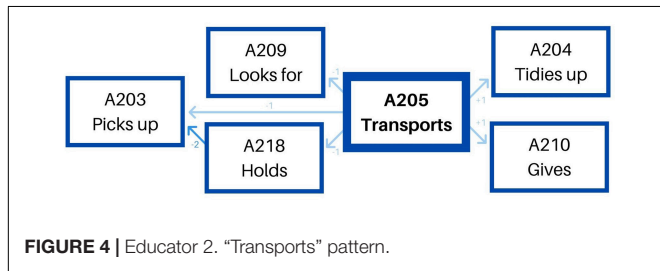 A209
Looks for
A204
Tidies up
A203
Picks up
A205
Transports
A218
Holds
A210
Gives
-1
-1
-1
-2
+1
+1
FIGURE 4 | Educator 2. “Transports” pattern.